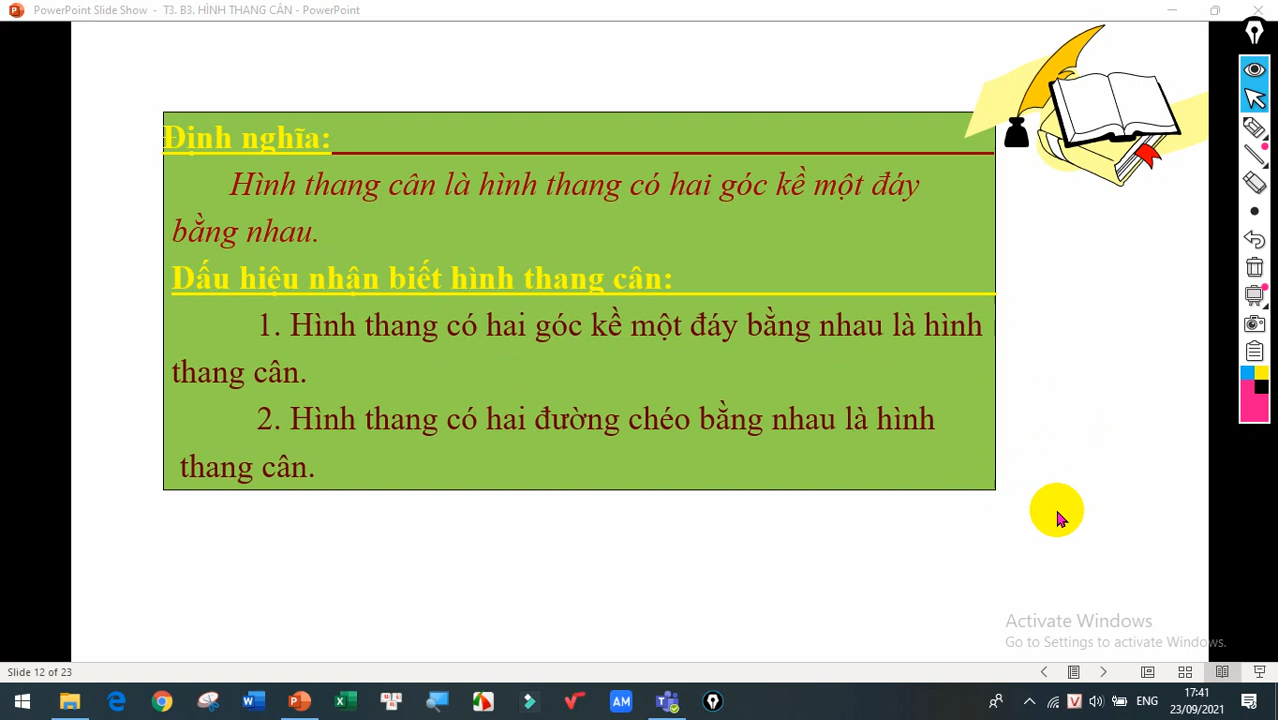 PowerPoint Slide Show - T3. B3. HÌNH THANG CÂN - PowerPoint
Định nghĩa:
Hình thang cân là hình thang có hai góc kề một đáy
bằng nhau.
Dấu hiệu nhận biết hình thang cân:
1. Hình thang có hai góc kề một đáy bằng nhau là hình
thang cân.
2. Hình thang có hai đường chéo bằng nhau là hình
thang cân.
Activate Windows
Go to Settings to activate Windows.
Slide 12 of 23
AM
ENG
17:41
23/09/2021